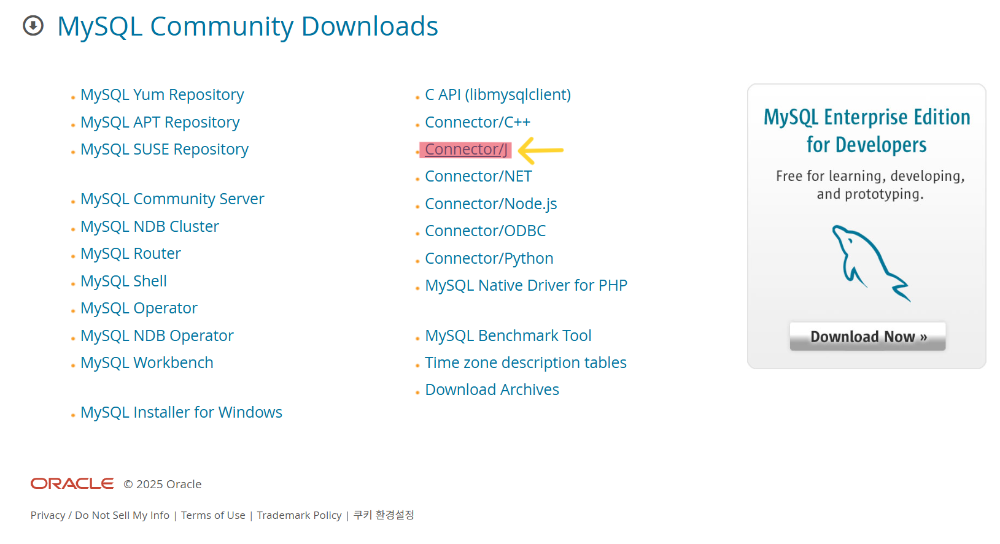 MySQL Community Downloads
MySQL Yum Repository
MySQL APT Repository
MySQL SUSE Repository
MySQL Community Server
MySQL NDB Cluster
MySQL Router
MySQL Shell
MySQL Operator
MySQL NDB Operator
MySQL Workbench
MySQL Installer for Windows
C API (libmysqlclient)
Connector/C++
Connector/J
Connector/NET
Connector/Node.js
Connector/ODBC
Connector/Python
MySQL Native Driver for PHP
MySQL Benchmark Tool
Time zone description tables
Download Archives
MySQL Enterprise Edition
for Developers
Free for learning, developing,
and prototyping.
Download Now »
ORACLE © 2025 Oracle
Privacy / Do Not Sell My Info | Terms of Use | Trademark Policy | 쿠키 환경설정